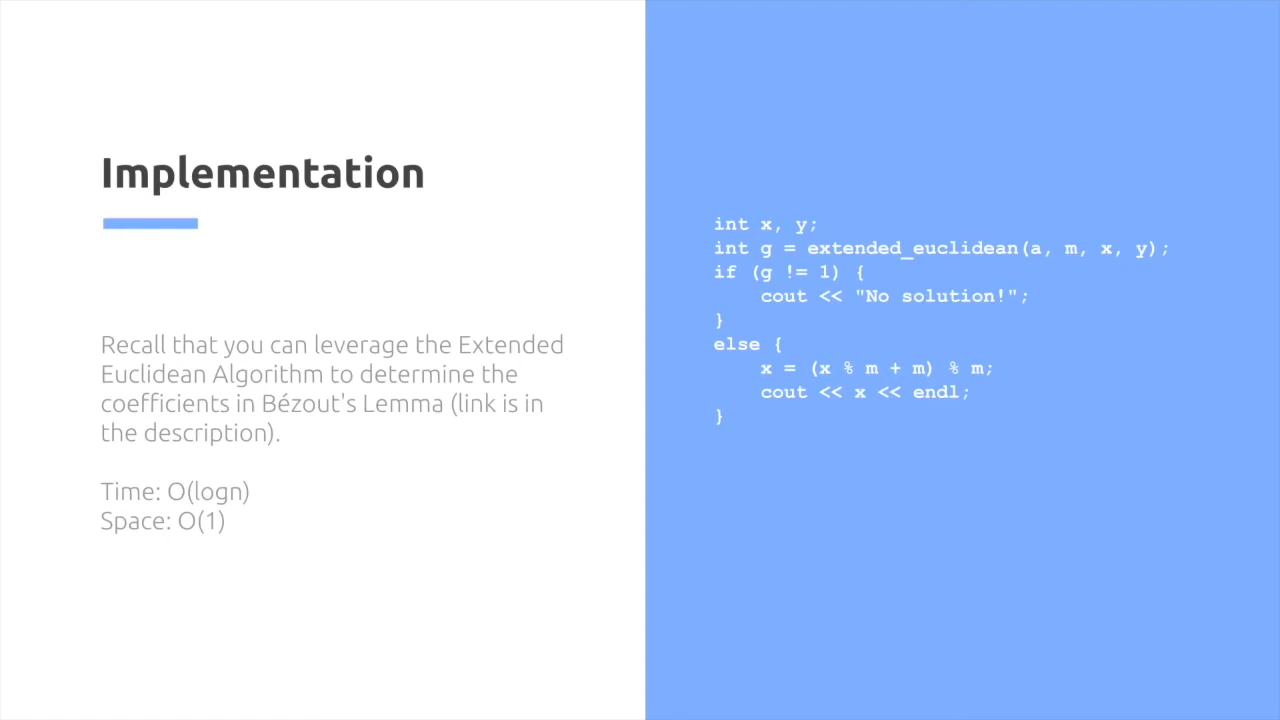 Implementation
Recall that you can leverage the Extended
Euclidean Algorithm to determine the
coefficients in Bézout's Lemma (link is in
the description).
Time: O(logn)
Space: O(1)
int x, y;
int g = extended_euclidean(a, m, x, y);
if (g != 1) {
    cout << "No solution!";
}
else {
    x = (x % m + m) % m;
    cout << x << endl;
}